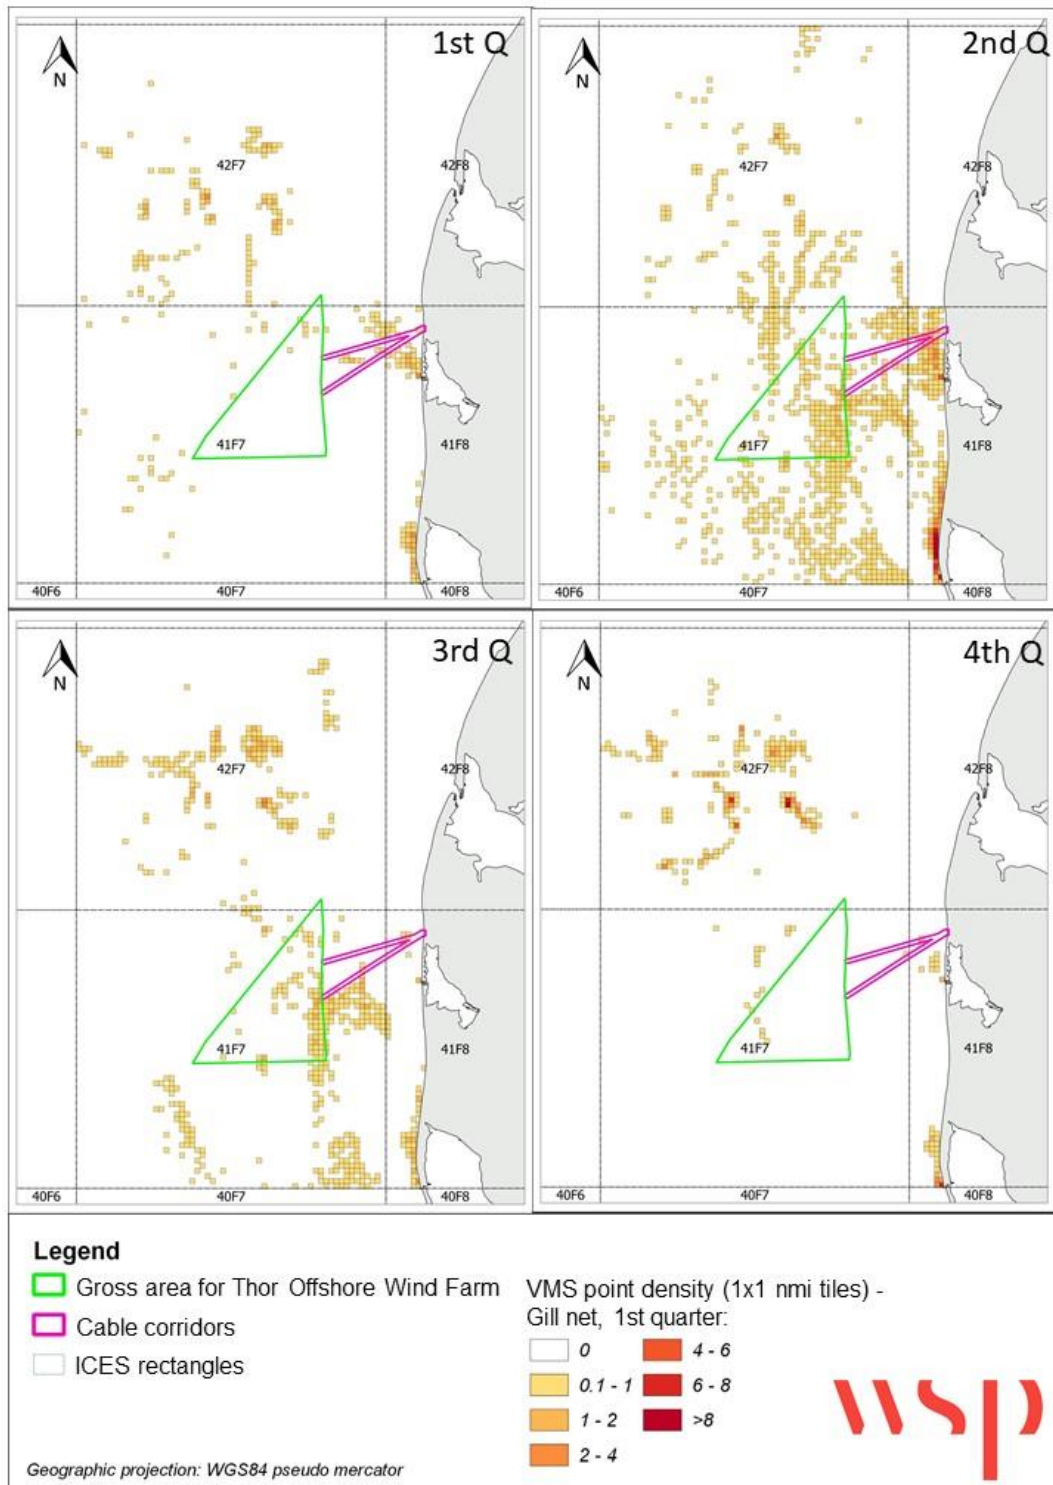 1st Q
N
42F7
42F8
41F7
41F8
40F6
40F7
40F8
2nd Q
N
42F7
42F8
41F7
41F8
40F6
40F7
40F8
3rd Q
N
42F7
42F8
41F7
41F8
40F6
40F7
40F8
4th Q
N
42F7
42F8
41F7
41F8
40F6
40F7
40F8
Legend
Gross area for Thor Offshore Wind Farm
Cable corridors
ICES rectangles
Geographic projection: WGS84 pseudo mercator
VMS point density (1x1 nmi tiles) -
Gill net, 1st quarter:
0
0.1 - 1
1 - 2
2 - 4
4 - 6
6 - 8
>8
wsp